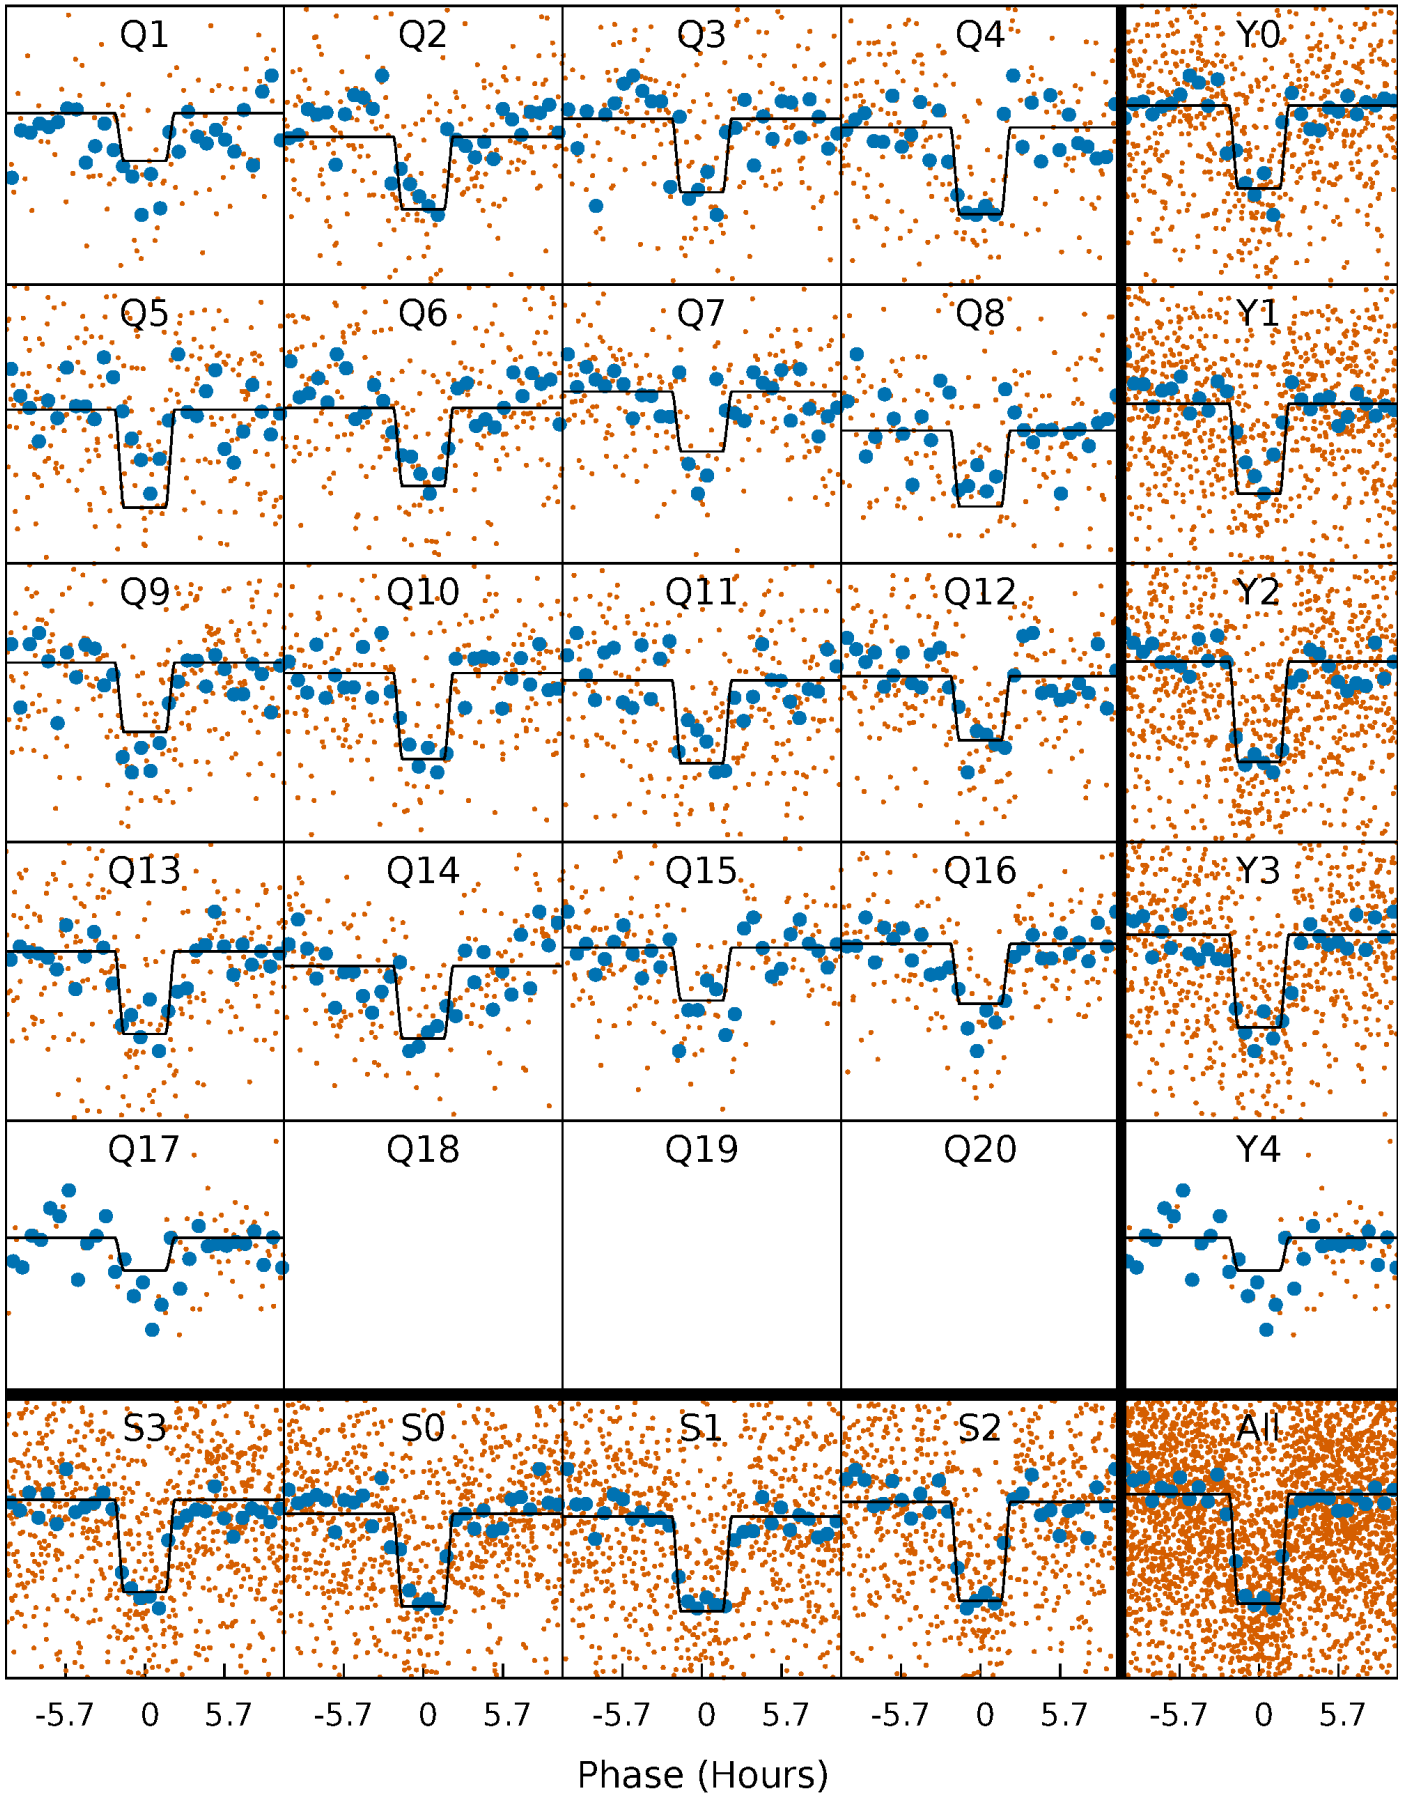 Q1 Q2 Q3 Q4 Y0
Q5 Q6 Q7 Q8 Y1
Q9 Q10 Q11 Q12 Y2
Q13 Q14 Q15 Q16 Y3
Q17 Q18 Q19 Q20 Y4
S3 S0 S1 S2 All
-5.7 0 5.7 -5.7 0 5.7 -5.7 0 5.7 -5.7 0 5.7 -5.7 0 5.7
Phase (Hours)